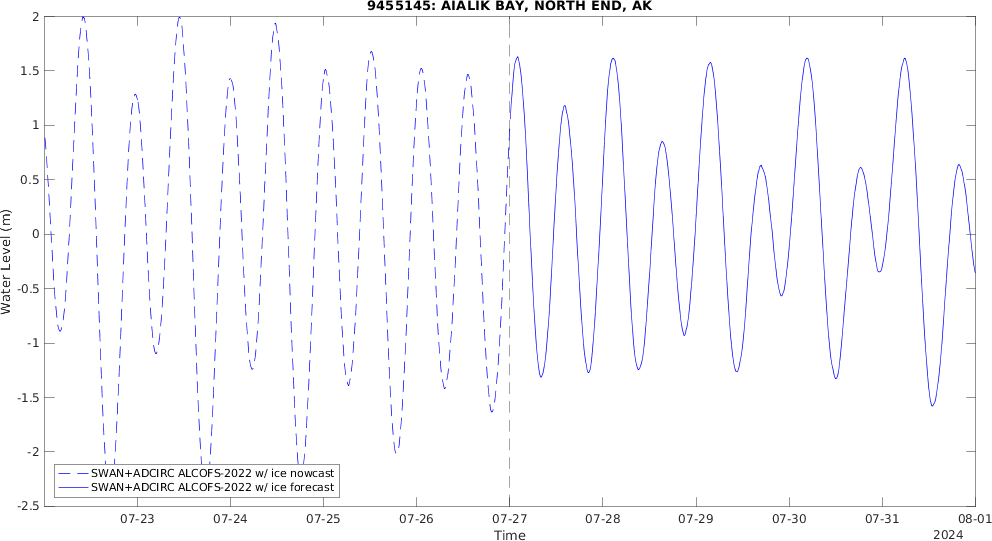 9455145: AIALIK BAY, NORTH END, AK
Water Level (m)
2
1.5
1
0.5
0
-0.5
-1
-1.5
-2
-2.5
SWAN+ADCIRC ALCOFS-2022 w/ ice nowcast
SWAN+ADCIRC ALCOFS-2022 w/ ice forecast
07-23 07-24 07-25 07-26 07-27 07-28 07-29 07-30 07-31 08-01
Time
2024